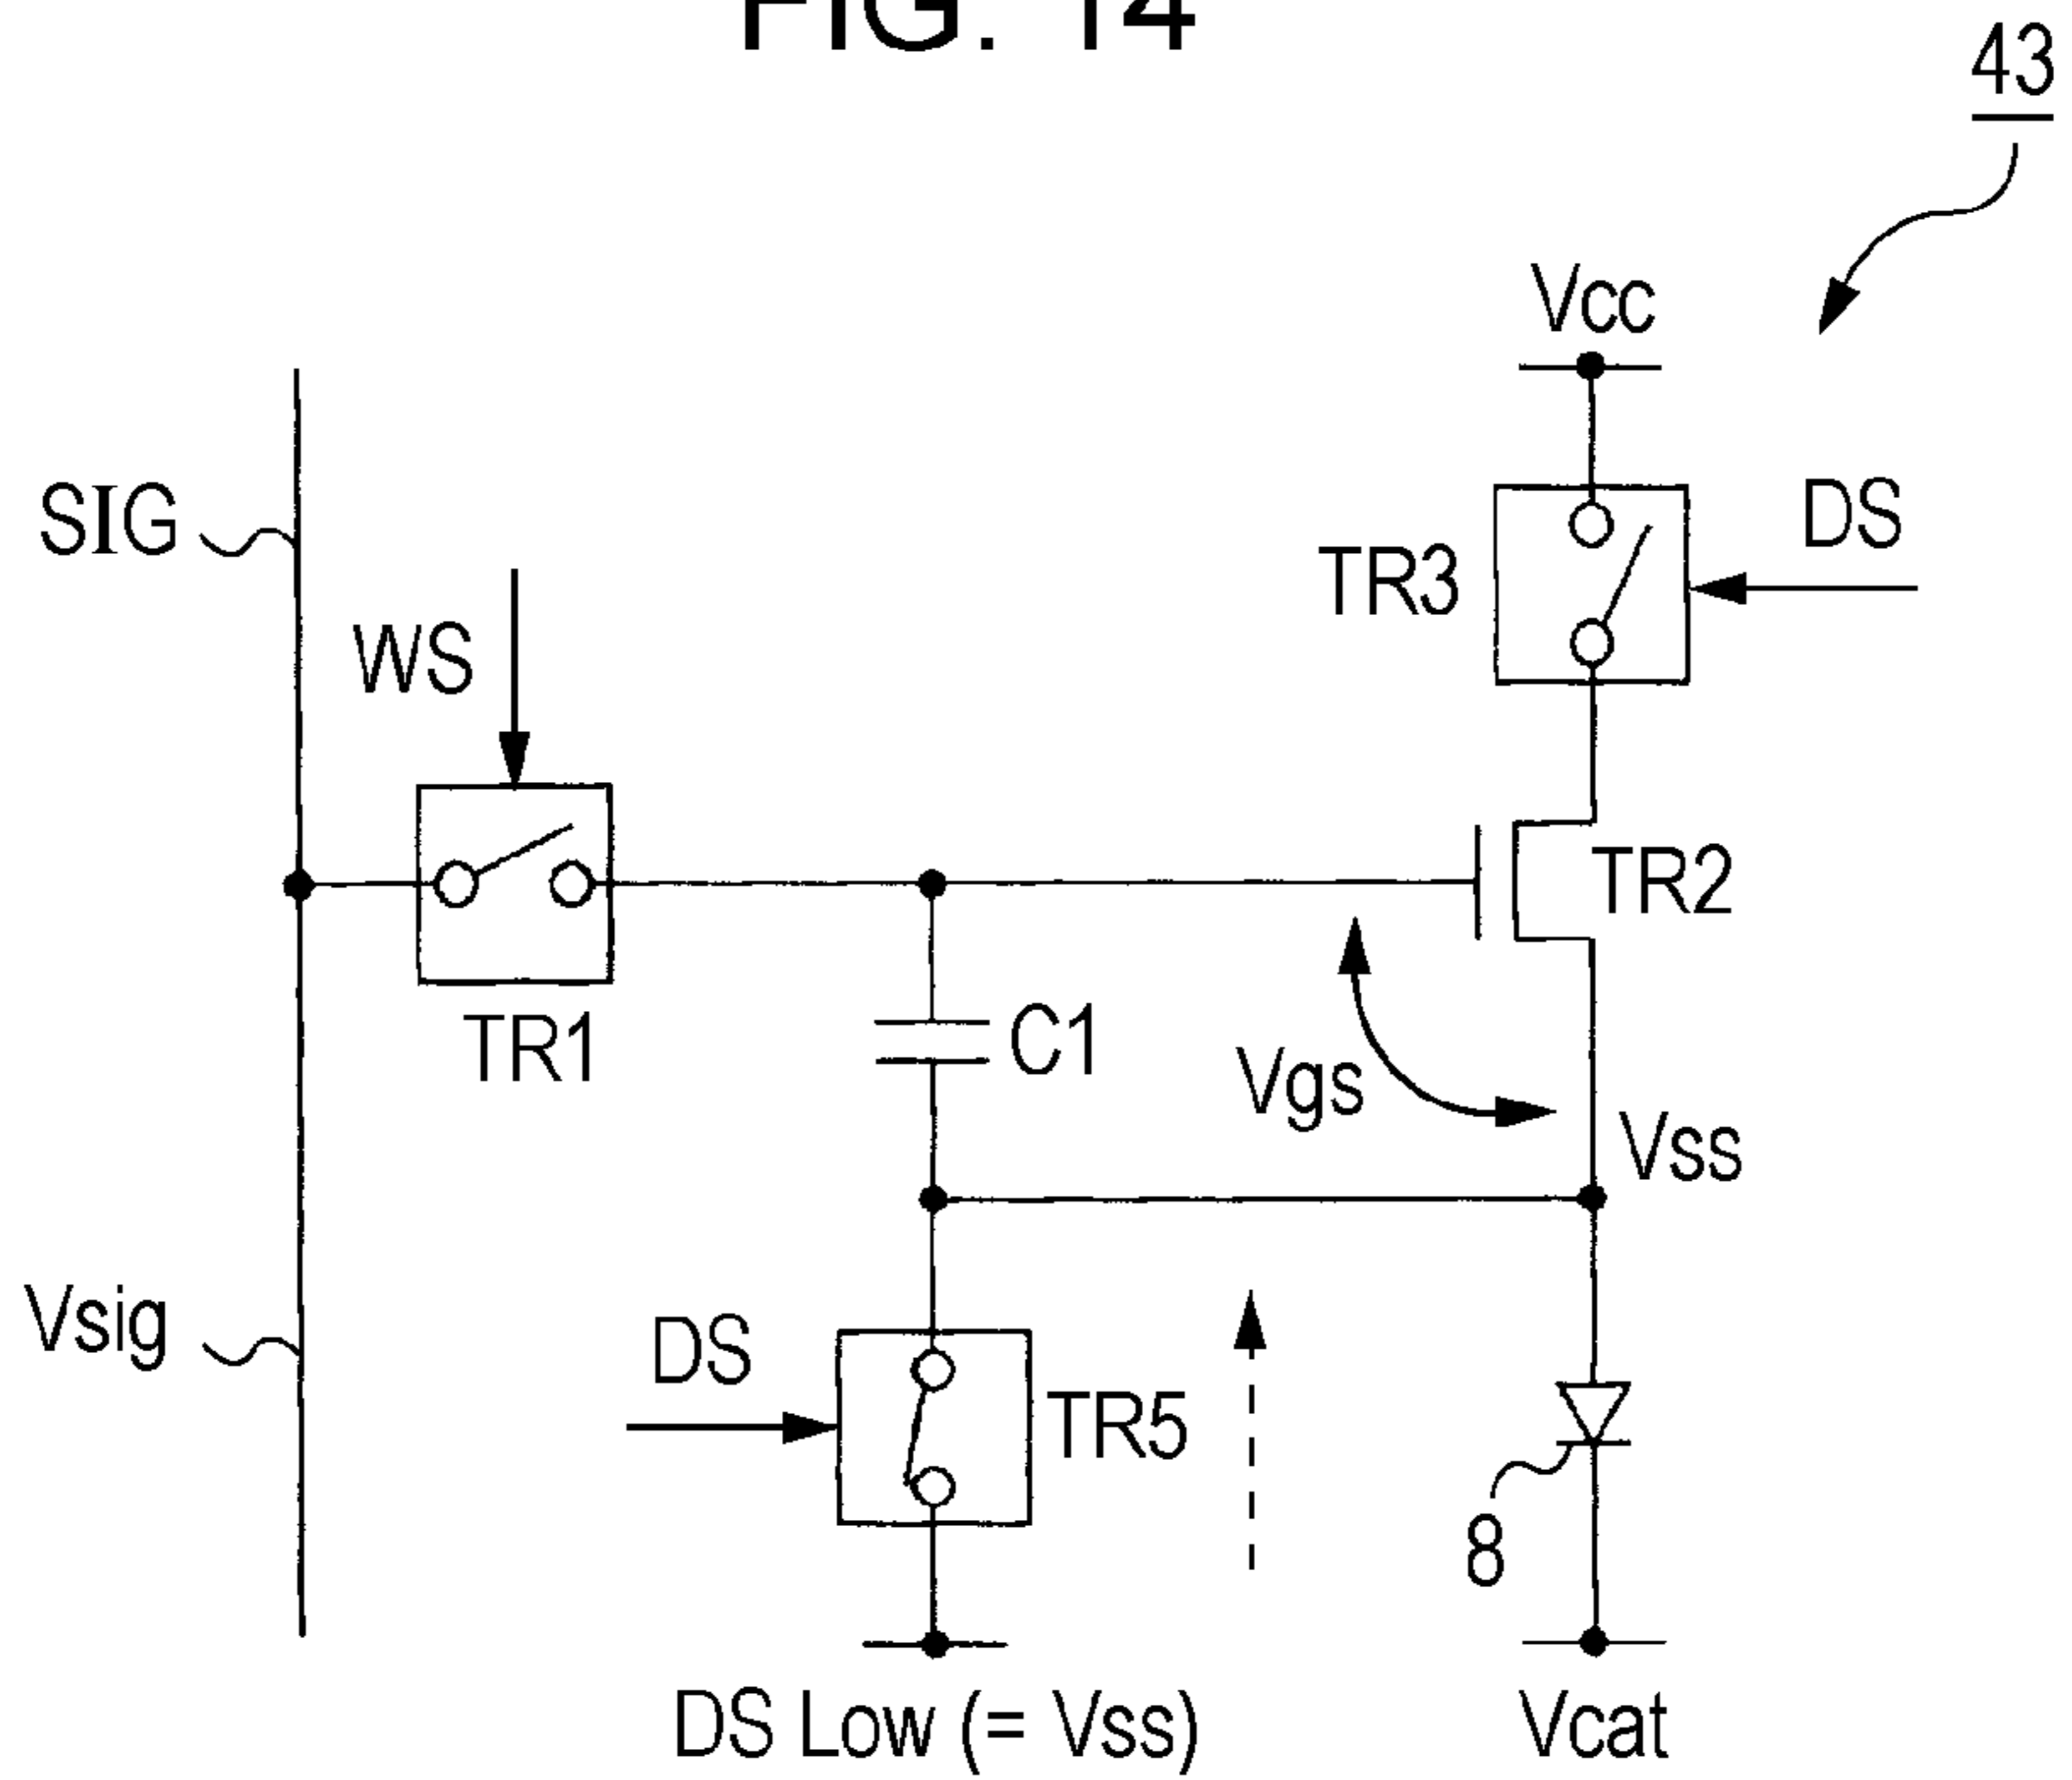 FIG. 14
43
Vcc
SIG
DS
TR3
WS
TR2
TR1
C1
Vgs
Vss
Vsig
DS
TR5
8
DS Low (= Vss)
Vcat